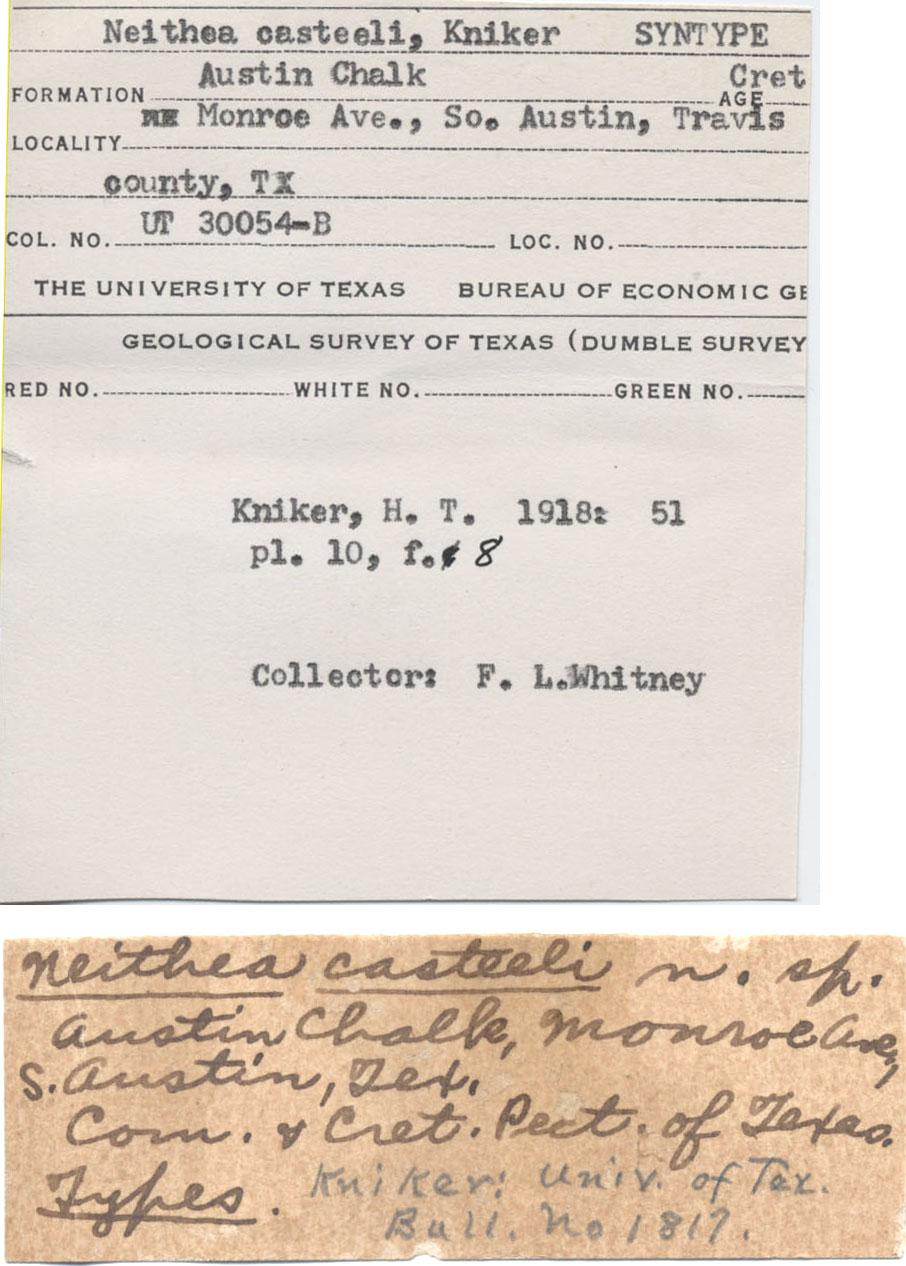 Neithea casteeli, Kniker SYNTYPE
FORMATION Austin Chalk AGE Cret
LOCALITY Monroe Ave., So. Austin, Travis
county, TX
COL. NO. UT 30054-B LOC. NO.
THE UNIVERSITY OF TEXAS BUREAU OF ECONOMIC GE
GEOLOGICAL SURVEY OF TEXAS (DUMBLE SURVEY
RED NO. WHITE NO. GREEN NO.
Kniker, H. T. 1918: 51
pl. 10, f. 8
Collector: F. L.Whitney
Neithea casteeli n. sp.
Austin Chalk, Monroe Ave.,
S. Austin, Tex.
Com. & Cret. Pect. of Texas.
Types. Kniker: Univ. of Tex.
Bull. No 1817.